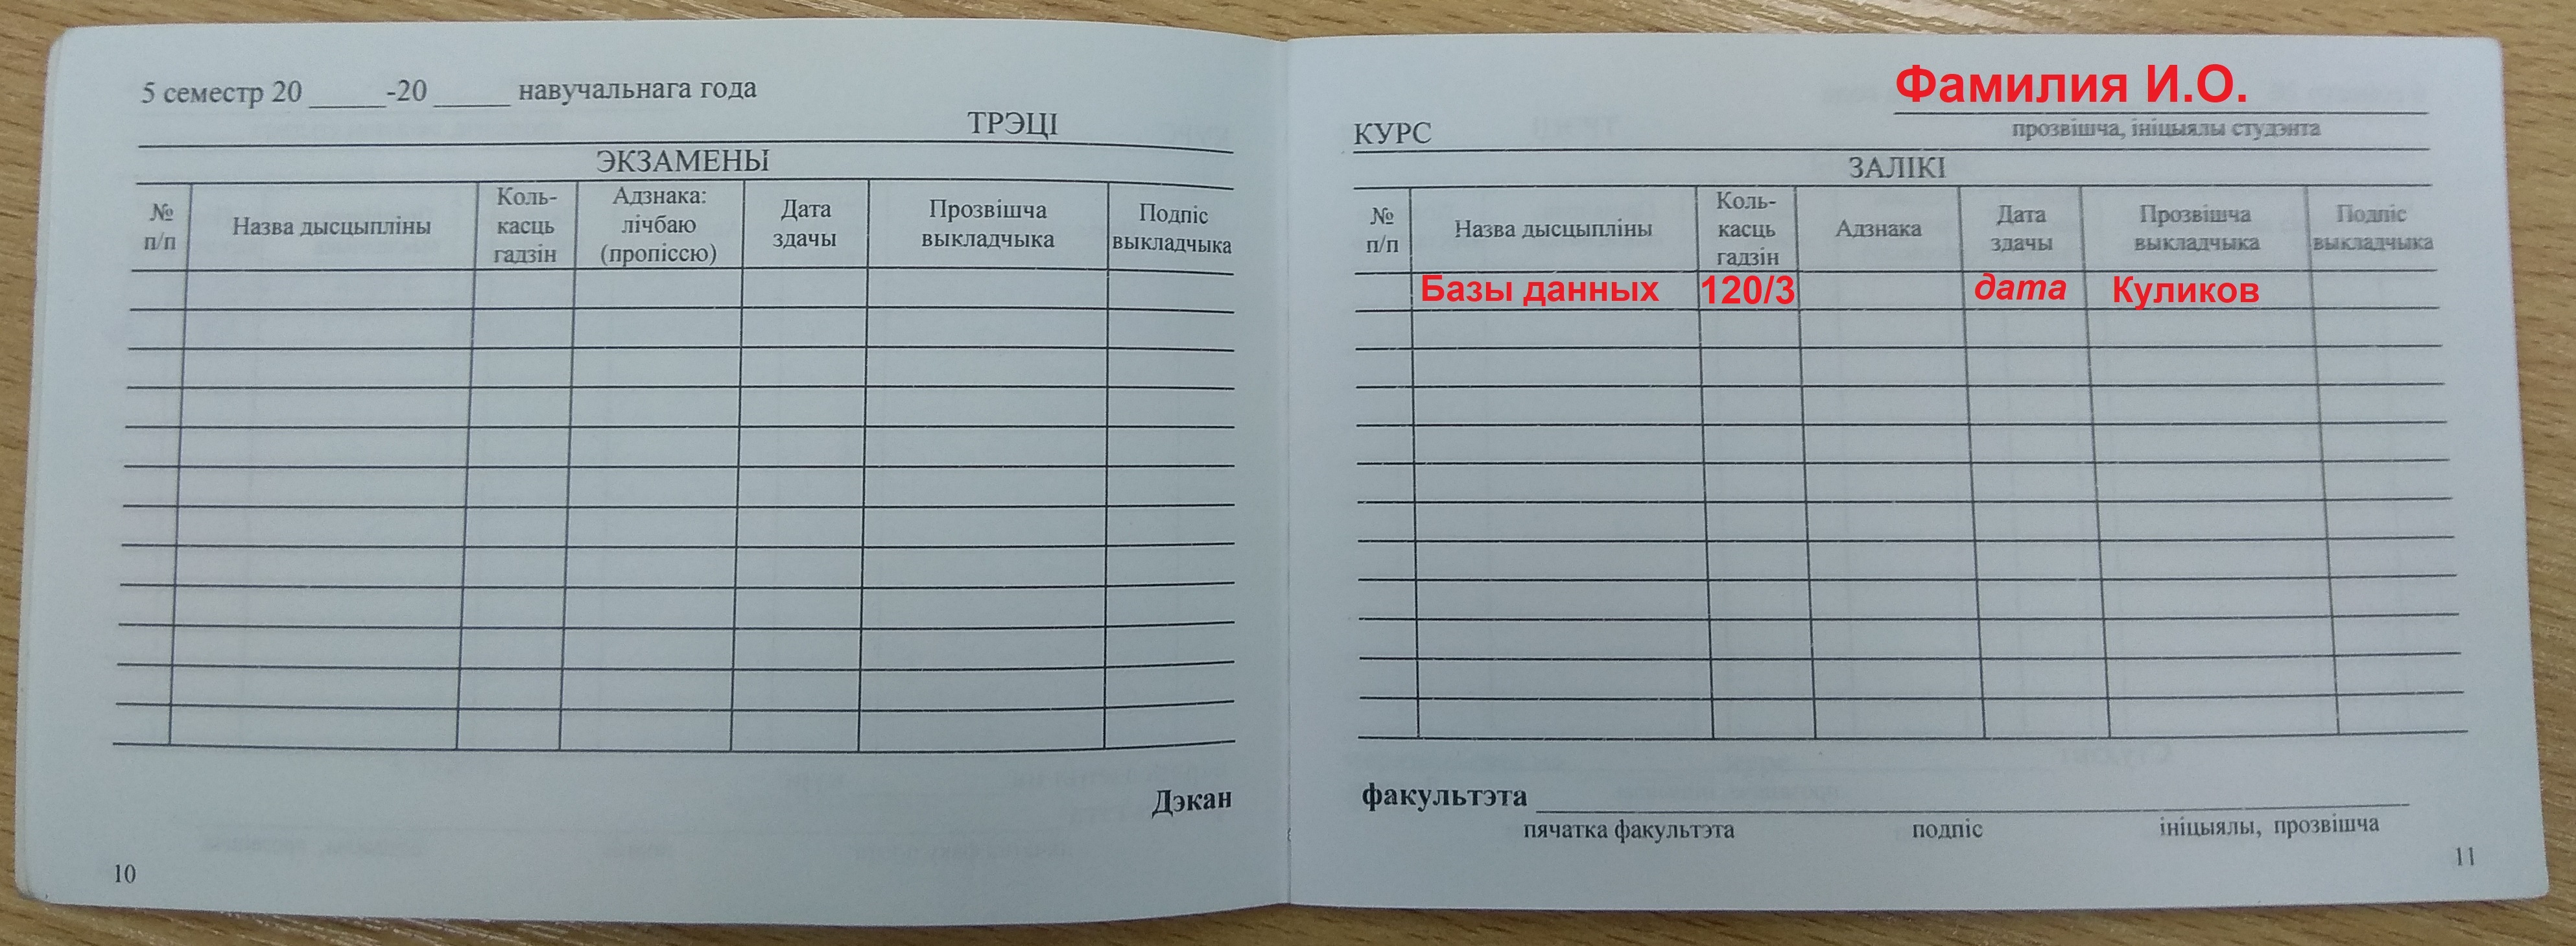 5 семестр 20 _____-20 _____ навучальнага года
ТРЭЦІ
ЭКЗАМЕНЫ
№ п/п
Назва дысцыпліны
Коль-
касць
гадзін
Адзнака:
лічбаю
(пропіссю)
Дата
здачы
Прозвішча
выкладчыка
Подпіс
выкладчыка
Дэкан
10
Фамилия И.О.
прозвішча, ініцыялы студэнта
КУРС
ЗАЛІКІ
№ п/п
Назва дысцыпліны
Коль-
касць
гадзін
Адзнака
Дата
здачы
Прозвішча
выкладчыка
Подпіс
выкладчыка
Базы данных 120/3 дата Куликов
факультэта
пячатка факультэта подпіс ініцыялы, прозвішча
11